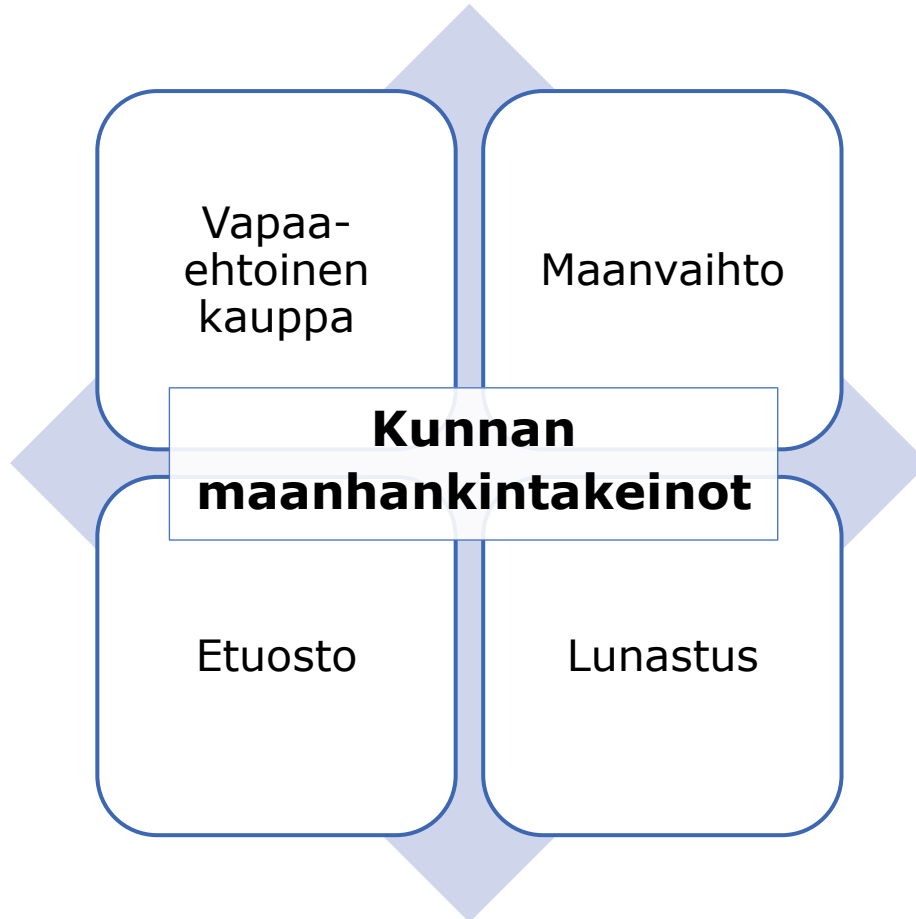 Vapaa-
ehtoinen
kauppa
Maanvaihto
Kunnan
maanhankintakeinot
Etuosto
Lunastus